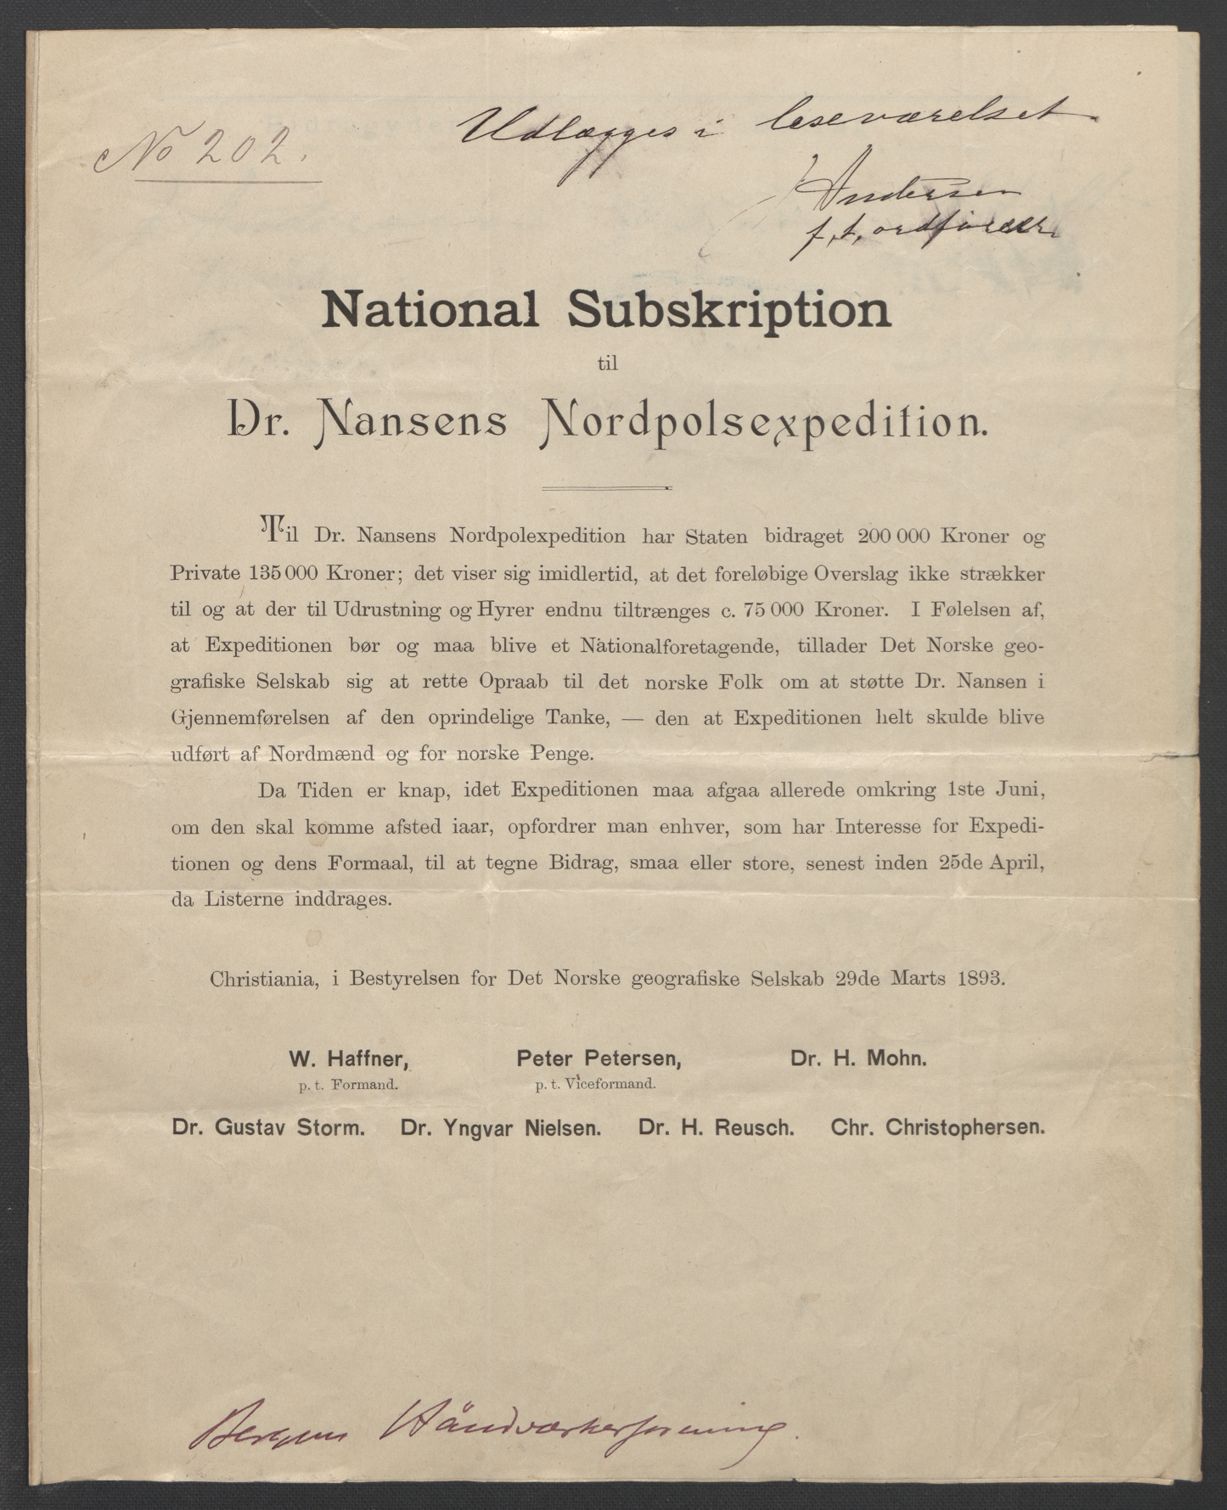 No 202.
Udlægges i leseværelset.
J Andersen
f. t. ordförer
National Subskription
til
Dr. Nansens Nordpolsexpedition.
Til Dr. Nansens Nordpolexpedition har Staten bidraget 200 000 Kroner og
Private 135 000 Kroner; det viser sig imidlertid, at det foreløbige Overslag ikke strækker
til og at der til Udrustning og Hyrer endnu tiltrænges c. 75 000 Kroner. I Følelsen af,
at Expeditionen bør og maa blive et Nationalforetagende, tillader Det Norske geo-
grafiske Selskab sig at rette Opraab til det norske Folk om at støtte Dr. Nansen i
Gjennemførelsen af den oprindelige Tanke, — den at Expeditionen helt skulde blive
udført af Nordmænd og for norske Penge.
Da Tiden er knap, idet Expeditionen maa afgaa allerede omkring 1ste Juni,
om den skal komme afsted iaar, opfordrer man enhver, som har Interesse for Expedi-
tionen og dens Formaal, til at tegne Bidrag, smaa eller store, senest inden 25de April,
da Listerne inddrages.
Christiania, i Bestyrelsen for Det Norske geografiske Selskab 29de Marts 1893.
W. Haffner, Peter Petersen, Dr. H. Mohn.
p. t. Formand. p. t. Viceformand.
Dr. Gustav Storm. Dr. Yngvar Nielsen. Dr. H. Reusch. Chr. Christophersen.
Bergens Håndværkerforening.